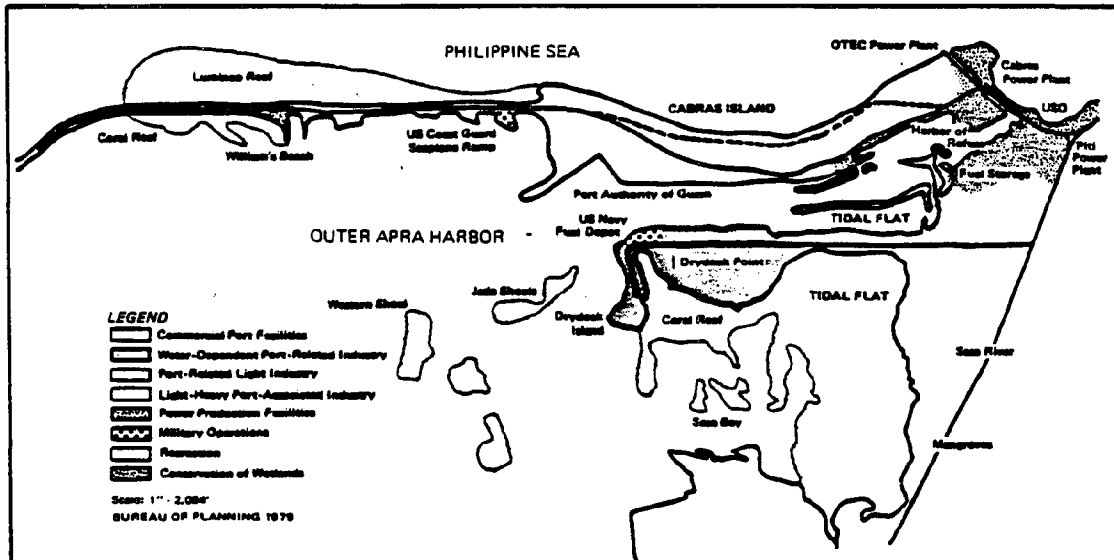 PHILIPPINE SEA
OTEC Power Plant
Cabras
Power Plant
Luminao Reef
CABRAS ISLAND
USO
Coral Reef
US Coast Guard
Seaplane Ramp
Harbor of
Refuge
William's Beach
Piti
Power
Plant
Fuel Storage
Port Authority of Guam
TIDAL FLAT
US Navy
Fuel Depot
OUTER APRA HARBOR
Drydock Point
Jade Shoals
TIDAL FLAT
Western Shoal
Drydock
Island
Coral Reef
Sasa River
Sasa Bay
Mangroves
LEGEND
Commercial Port Facilities
Water-Dependent Port-Related Industry
Port-Related Light Industry
Light-Heavy Port-Associated Industry
Power Production Facilities
Military Operations
Recreation
Conservation of Wetlands
Scale: 1" - 2,084'
BUREAU OF PLANNING 1979